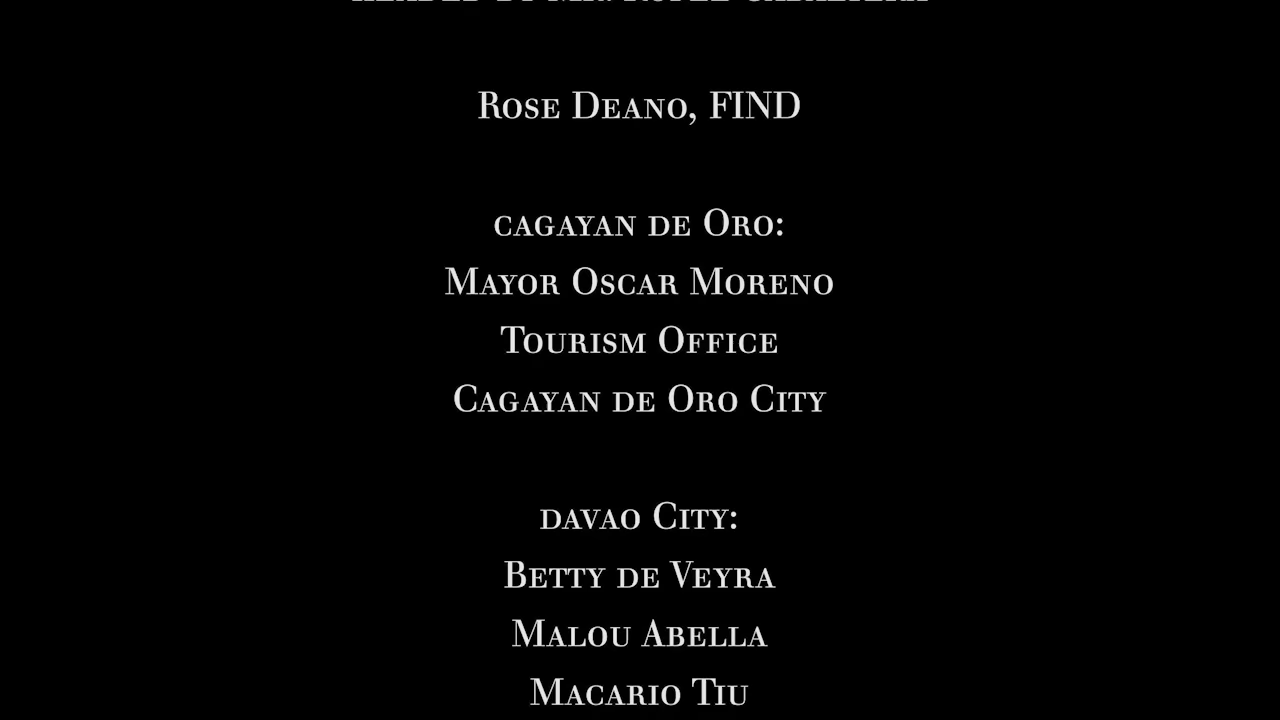 Rose Deano, FIND
cagayan de Oro:
Mayor Oscar Moreno
Tourism Office
Cagayan de Oro City
davao City:
Betty de Veyra
Malou Abella
Macario Tiu